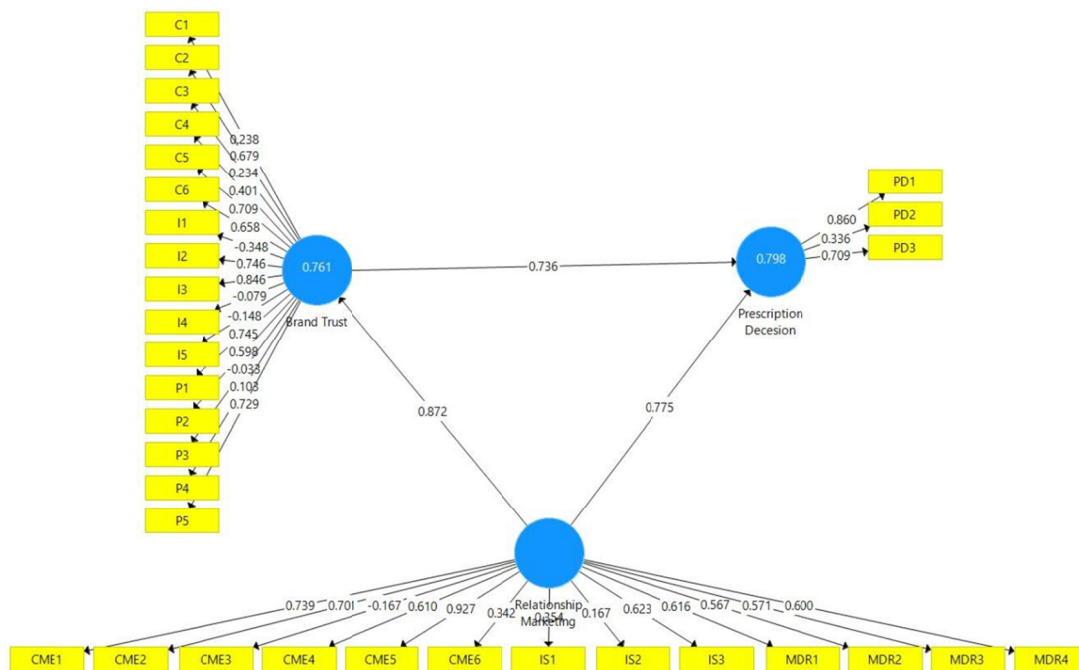 C1
C2
C3
C4
C5
C6
I1
I2
I3
I4
I5
P1
P2
P3
P4
P5
0.238
0.679
0.234
0.401
0.709
0.658
-0.348
0.746
0.846
-0.079
-0.148
0.745
0.598
-0.033
0.103
0.729
0.761
Brand Trust
0.736
0.798
Prescription
Decesion
0.860
0.336
0.709
PD1
PD2
PD3
0.872
0.775
Relationship
Marketing
0.739
0.701
-0.167
0.610
0.927
0.342
0.354
0.167
0.623
0.616
0.567
0.571
0.600
CME1
CME2
CME3
CME4
CME5
CME6
IS1
IS2
IS3
MDR1
MDR2
MDR3
MDR4